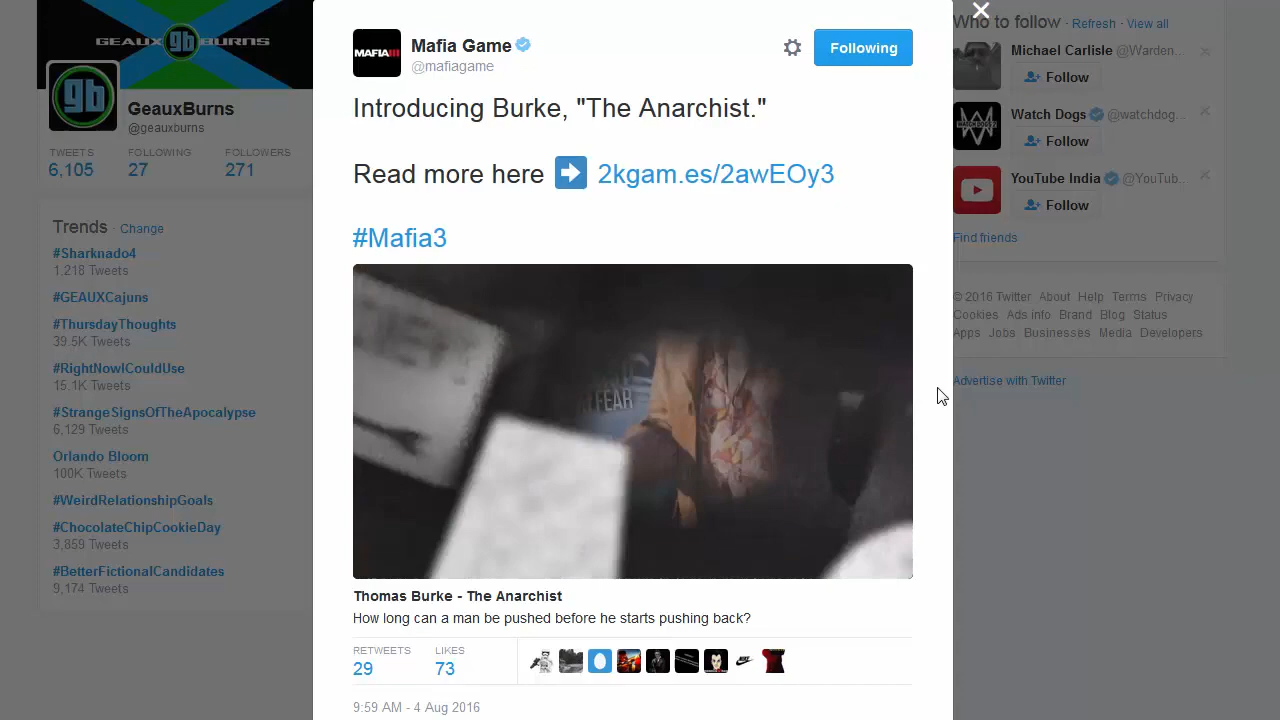 GEAUX gb BURNS
gb
GeauxBurns
@geauxburns
TWEETS FOLLOWING FOLLOWERS
6,105 27 271
Trends · Change
#Sharknado4
1,218 Tweets
#GEAUXCajuns
#ThursdayThoughts
39.5K Tweets
#RightNowICouldUse
15.1K Tweets
#StrangeSignsOfTheApocalypse
6,129 Tweets
Orlando Bloom
100K Tweets
#WeirdRelationshipGoals
#ChocolateChipCookieDay
3,859 Tweets
#BetterFictionalCandidates
9,174 Tweets
MAFIA III
Mafia Game
@mafiagame
Following
Introducing Burke, "The Anarchist."
Read more here ➡ 2kgam.es/2awEOy3
#Mafia3
FEAR
Thomas Burke - The Anarchist
How long can a man be pushed before he starts pushing back?
RETWEETS LIKES
29 73
9:59 AM - 4 Aug 2016
Who to follow · Refresh · View all
Michael Carlisle @Warden...
Follow
Watch Dogs @watchdog...
Follow
YouTube India @YouTub...
Follow
Find friends
© 2016 Twitter About Help Terms Privacy
Cookies Ads info Brand Blog Status
Apps Jobs Businesses Media Developers
Advertise with Twitter